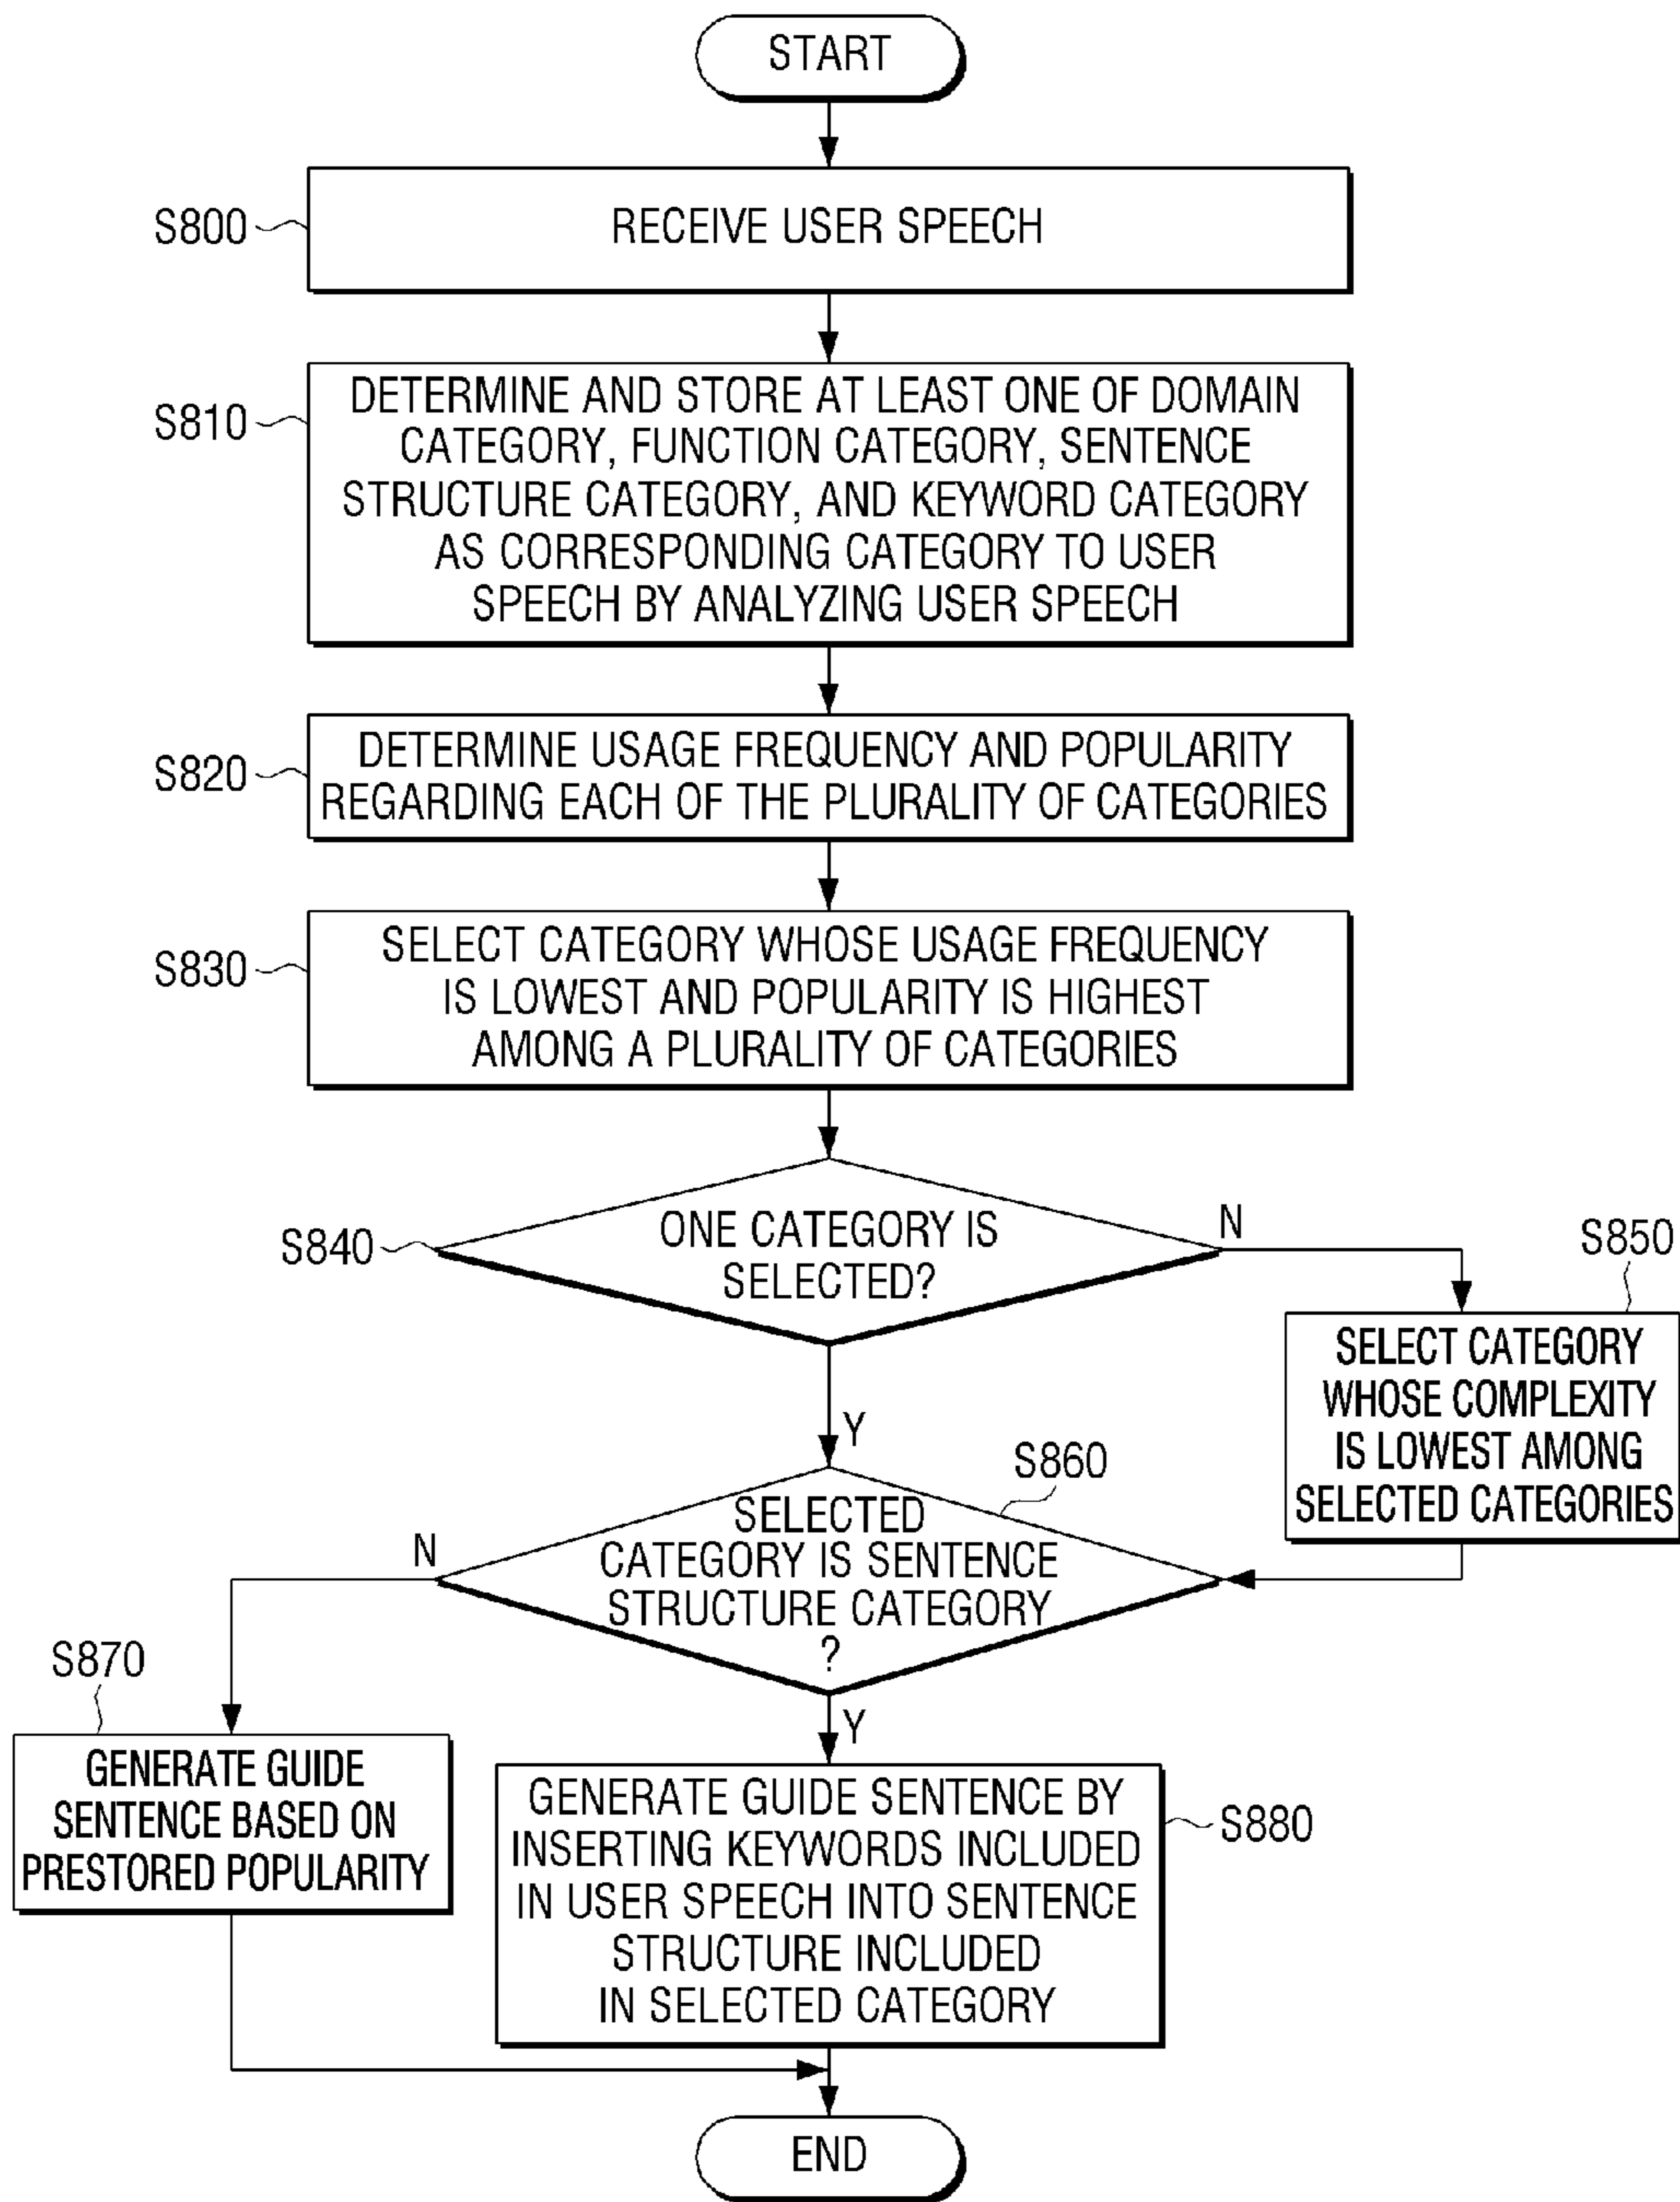 START
S800
RECEIVE USER SPEECH
S810
DETERMINE AND STORE AT LEAST ONE OF DOMAIN
CATEGORY, FUNCTION CATEGORY, SENTENCE
STRUCTURE CATEGORY, AND KEYWORD CATEGORY
AS CORRESPONDING CATEGORY TO USER
SPEECH BY ANALYZING USER SPEECH
S820
DETERMINE USAGE FREQUENCY AND POPULARITY
REGARDING EACH OF THE PLURALITY OF CATEGORIES
S830
SELECT CATEGORY WHOSE USAGE FREQUENCY
IS LOWEST AND POPULARITY IS HIGHEST
AMONG A PLURALITY OF CATEGORIES
S840
ONE CATEGORY IS
SELECTED?
N
Y
S850
SELECT CATEGORY
WHOSE COMPLEXITY
IS LOWEST AMONG
SELECTED CATEGORIES
S860
SELECTED
CATEGORY IS SENTENCE
STRUCTURE CATEGORY
?
N
Y
S870
GENERATE GUIDE
SENTENCE BASED ON
PRESTORED POPULARITY
S880
GENERATE GUIDE SENTENCE BY
INSERTING KEYWORDS INCLUDED
IN USER SPEECH INTO SENTENCE
STRUCTURE INCLUDED
IN SELECTED CATEGORY
END